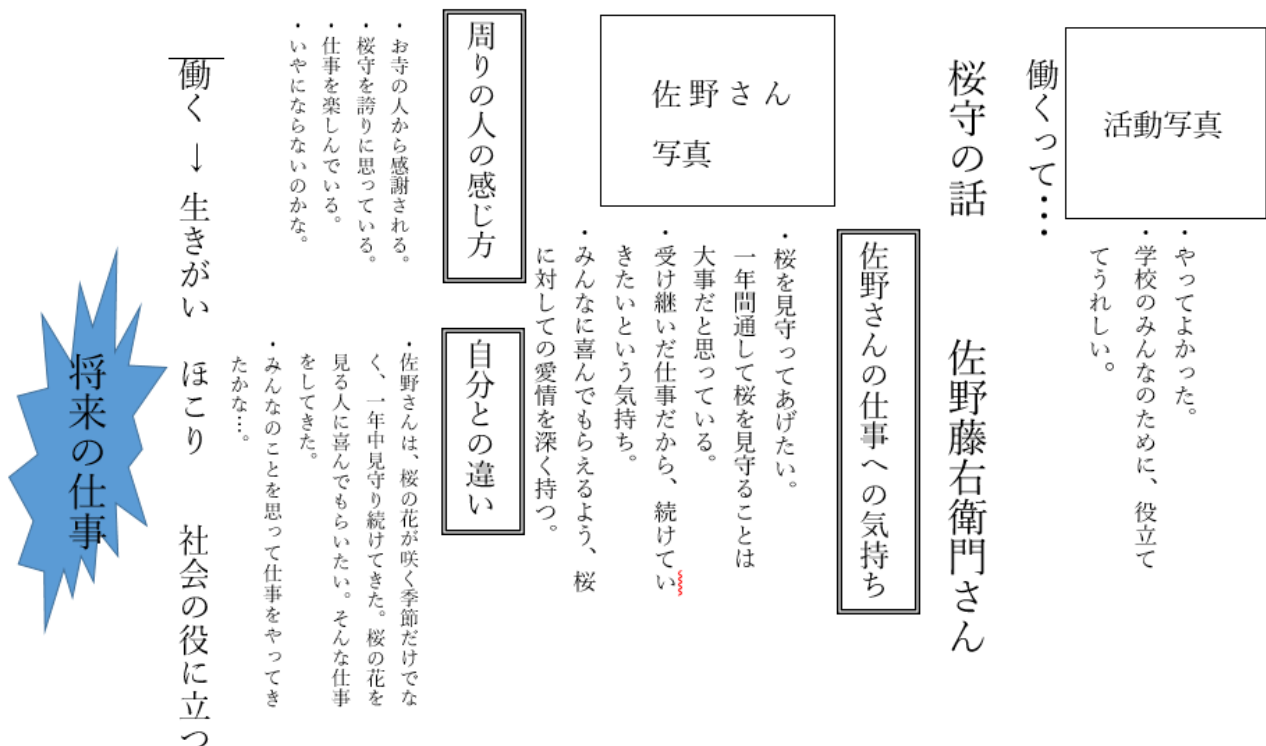 活動写真
・やってよかった。
・学校のみんなのために、役立て
てうれしい。
働くって…
桜守の話　佐野藤右衛門さん
佐野さんの仕事への気持ち
佐野さん
写真
・桜を見守ってあげたい。
一年間通して桜を見守ることは
大事だと思っている。
・受け継いだ仕事だから、続けてい
きたいという気持ち。
・みんなに喜んでもらえるよう、桜
に対しての愛情を深く持つ。
周りの人の感じ方
・お寺の人から感謝される。
・桜守を誇りに思っている。
・仕事を楽しんでいる。
・いやにならないのかな。
自分との違い
・佐野さんは、桜の花が咲く季節だけでな
く、一年中見守り続けてきた。桜の花を
見る人に喜んでもらいたい。そんな仕事
をしてきた。
・みんなのことを思って仕事をやってき
たかな…。
働く→生きがい　ほこり　社会の役に立つ
将来の仕事